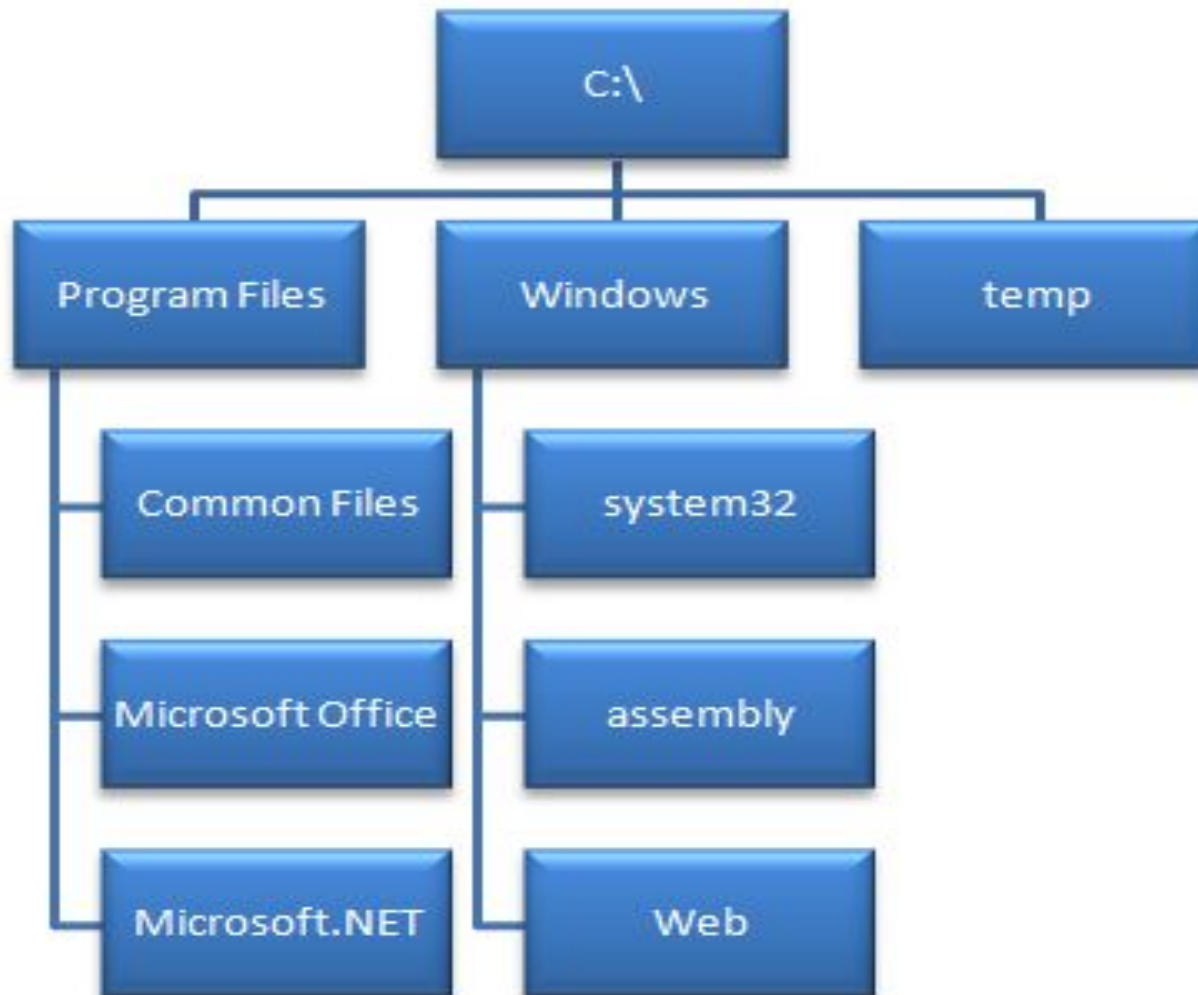 C:\
Program Files
Windows
temp
Common Files
system32
Microsoft Office
assembly
Microsoft.NET
Web